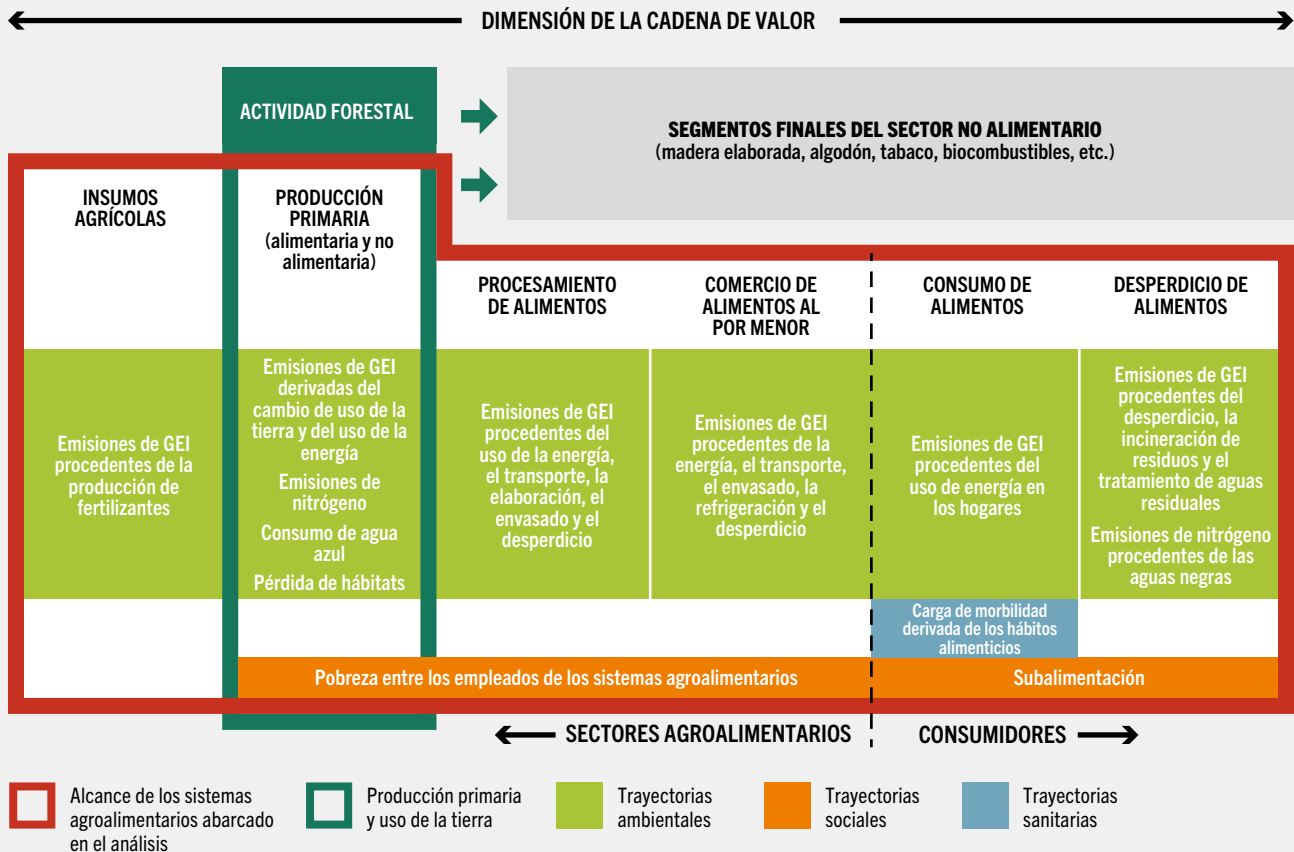 DIMENSIÓN DE LA CADENA DE VALOR
ACTIVIDAD FORESTAL
SEGMENTOS FINALES DEL SECTOR NO ALIMENTARIO
(madera elaborada, algodón, tabaco, biocombustibles, etc.)
INSUMOS
AGRÍCOLAS
PRODUCCIÓN
PRIMARIA
(alimentaria y no
alimentaria)
PROCESAMIENTO
DE ALIMENTOS
COMERCIO DE
ALIMENTOS AL
POR MENOR
CONSUMO DE
ALIMENTOS
DESPERDICIO DE
ALIMENTOS
Emisiones de GEI
procedentes de la
producción de
fertilizantes
Emisiones de GEI
derivadas del
cambio de uso de la
tierra y del uso de la
energía
Emisiones de
nitrógeno
Consumo de agua
azul
Pérdida de hábitats
Emisiones de GEI
procedentes del
uso de la energía,
el transporte, la
elaboración, el
envasado y el
desperdicio
Emisiones de GEI
procedentes de la
energía, el transporte,
el envasado, la
refrigeración y el
desperdicio
Emisiones de GEI
procedentes del
uso de energía en
los hogares
Emisiones de GEI
procedentes del
desperdicio, la
incineración de
residuos y el
tratamiento de aguas
residuales
Emisiones de nitrógeno
procedentes de las
aguas negras
Carga de morbilidad
derivada de los hábitos
alimenticios
Pobreza entre los empleados de los sistemas agroalimentarios
Subalimentación
SECTORES AGROALIMENTARIOS
CONSUMIDORES
Alcance de los sistemas
agroalimentarios abarcado
en el análisis
Producción primaria
y uso de la tierra
Trayectorias
ambientales
Trayectorias
sociales
Trayectorias
sanitarias